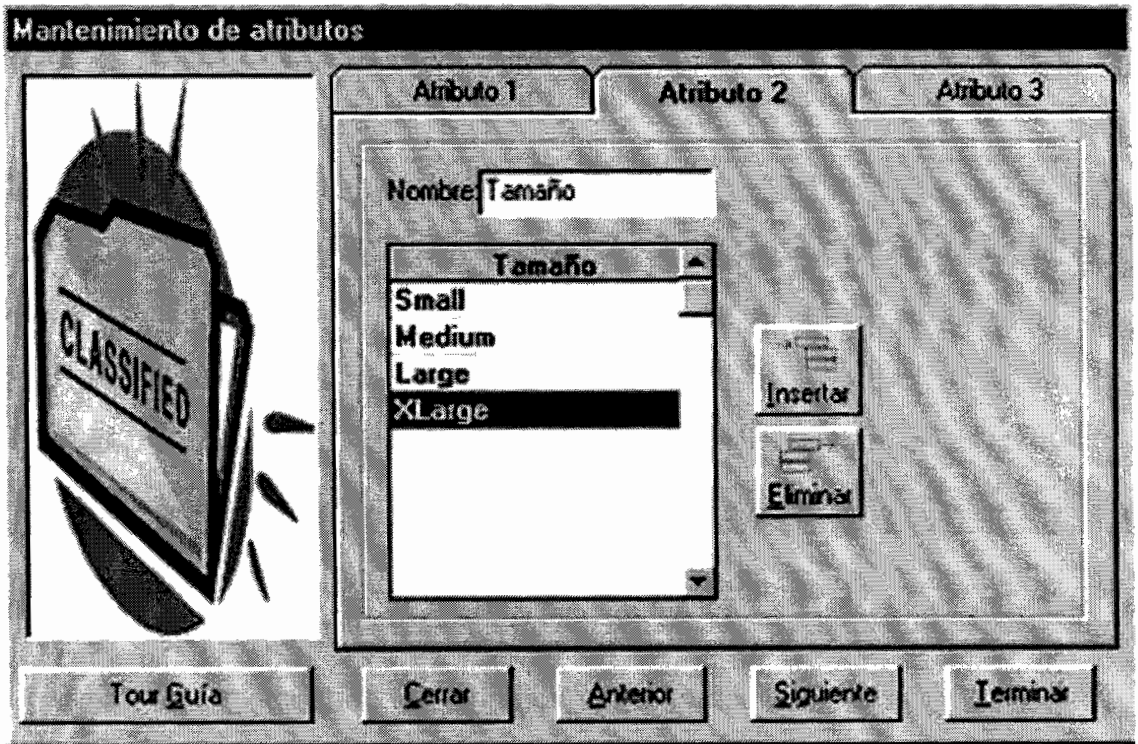 Mantenimiento de atributos
Atributo 1
Atributo 2
Atributo 3
Nombre: Tamaño
Tamaño
Small
Medium
Large
XLarge
CLASSIFIED
Insertar
Eliminar
Tour Guía
Cerrar
Anterior
Siguiente
Terminar